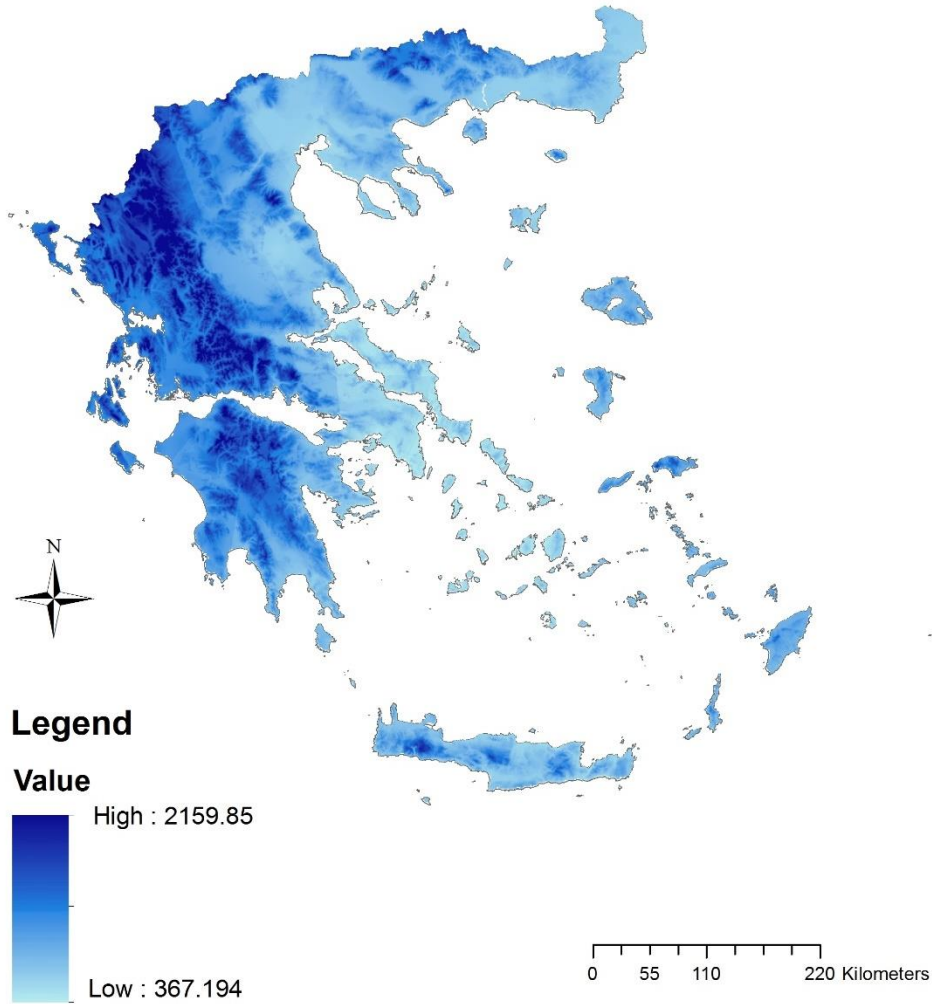 N
Legend
Value
High : 2159.85
Low : 367.194
0 55 110 220 Kilometers